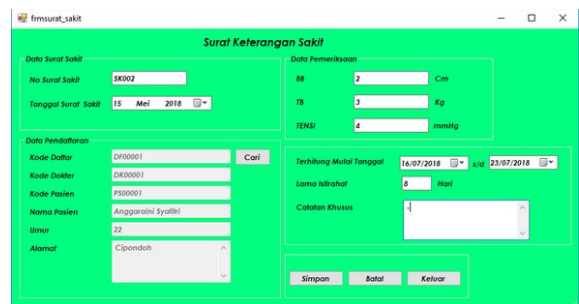 frmsurat_sakit
Surat Keterangan Sakit
Data Surat Sakit
No Surat Sakit SK002
Tanggal Surat Sakit 15 Mei 2018
Data Pemeriksaan
BB 2 Cm
TB 3 Kg
TENSI 4 mmHg
Data Pendaftaran
Kode Daftar DF00001 Cari
Kode Dokter DK00001
Kode Pasien PS00001
Nama Pasien Anggaraini Syafitri
Umur 22
Alamat Cipondoh
Terhitung Mulai Tanggal 16/07/2018 s/d 23/07/2018
Lama Istirahat 8 Hari
Catatan Khusus -
Simpan Batal Keluar